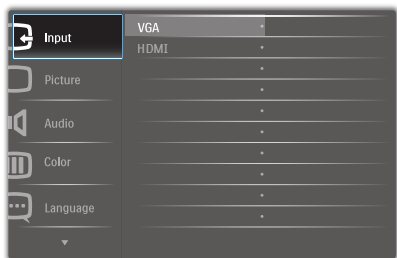 Input
VGA
HDMI
Picture
Audio
Color
Language